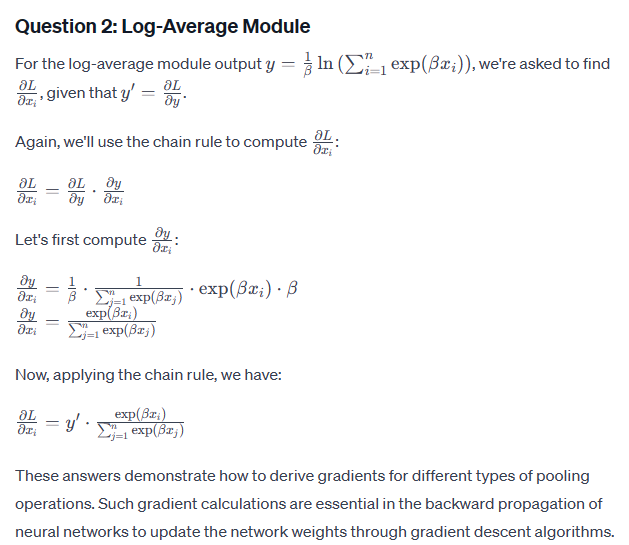 Question 2: Log-Average Module
For the log-average module output y = \frac{1}{\beta} \ln \left( \sum_{i=1}^{n} \exp(\beta x_i) \right), we're asked to find
\frac{\partial L}{\partial x_i}, given that y' = \frac{\partial L}{\partial y}.
Again, we'll use the chain rule to compute \frac{\partial L}{\partial x_i}:
\frac{\partial L}{\partial x_i} = \frac{\partial L}{\partial y} \cdot \frac{\partial y}{\partial x_i}
Let's first compute \frac{\partial y}{\partial x_i}:
\frac{\partial y}{\partial x_i} = \frac{1}{\beta} \cdot \frac{1}{\sum_{j=1}^{n} \exp(\beta x_j)} \cdot \exp(\beta x_i) \cdot \beta
\frac{\partial y}{\partial x_i} = \frac{\exp(\beta x_i)}{\sum_{j=1}^{n} \exp(\beta x_j)}
Now, applying the chain rule, we have:
\frac{\partial L}{\partial x_i} = y' \cdot \frac{\exp(\beta x_i)}{\sum_{j=1}^{n} \exp(\beta x_j)}
These answers demonstrate how to derive gradients for different types of pooling
operations. Such gradient calculations are essential in the backward propagation of
neural networks to update the network weights through gradient descent algorithms.